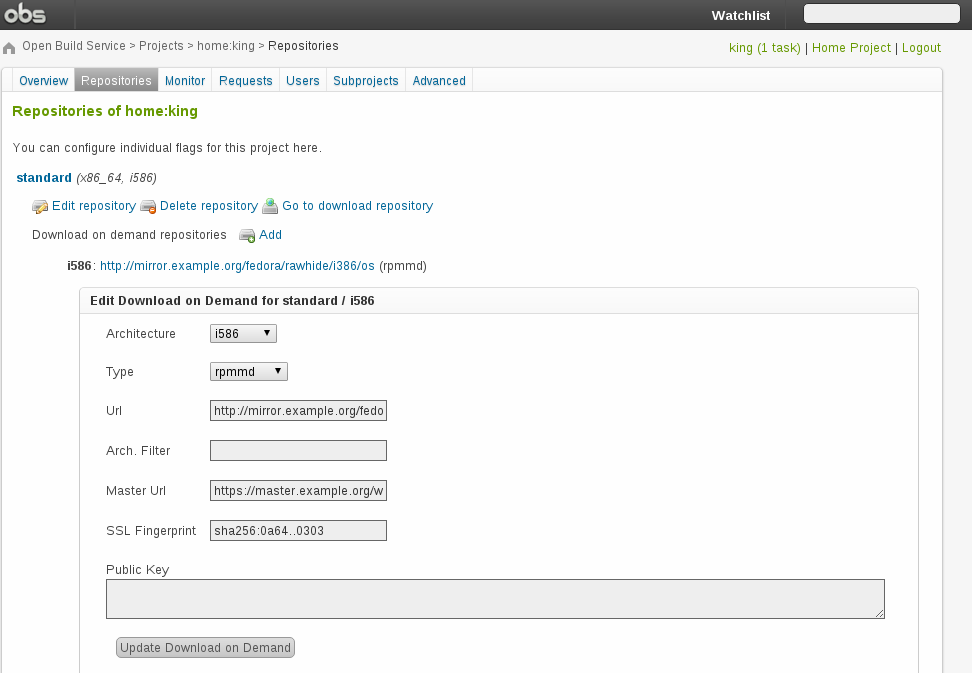 obs Watchlist
Open Build Service > Projects > home:king > Repositories
king (1 task) | Home Project | Logout
Overview Repositories Monitor Requests Users Subprojects Advanced
Repositories of home:king
You can configure individual flags for this project here.
standard (x86_64, i586)
Edit repository Delete repository Go to download repository
Download on demand repositories Add
i586: http://mirror.example.org/fedora/rawhide/i386/os (rpmmd)
Edit Download on Demand for standard / i586
Architecture i586
Type rpmmd
Url http://mirror.example.org/fedo
Arch. Filter
Master Url https://master.example.org/w
SSL Fingerprint sha256:0a64..0303
Public Key
Update Download on Demand